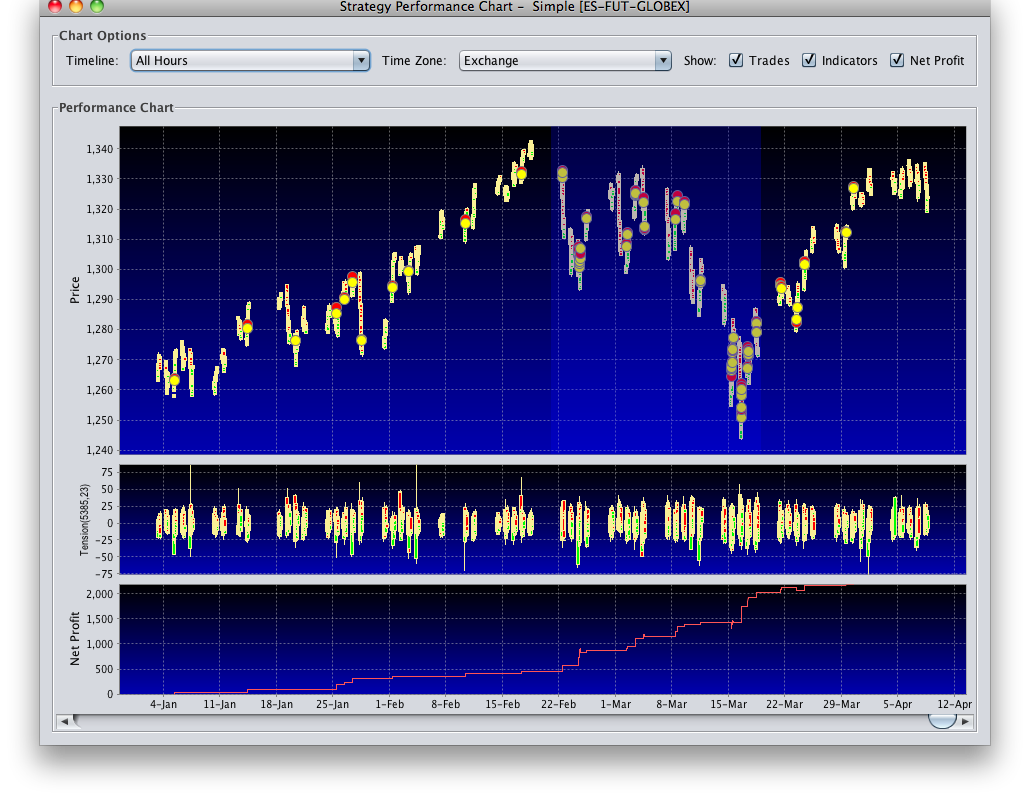 Strategy Performance Chart - Simple [ES-FUT-GLOBEX]
Chart Options
Timeline: All Hours Time Zone: Exchange Show: Trades Indicators Net Profit
Performance Chart
Price
1,340
1,330
1,320
1,310
1,300
1,290
1,280
1,270
1,260
1,250
1,240
Tension(5385,23)
75
50
25
0
-25
-50
-75
Net Profit
2,000
1,500
1,000
500
0
4-Jan 11-Jan 18-Jan 25-Jan 1-Feb 8-Feb 15-Feb 22-Feb 1-Mar 8-Mar 15-Mar 22-Mar 29-Mar 5-Apr 12-Apr